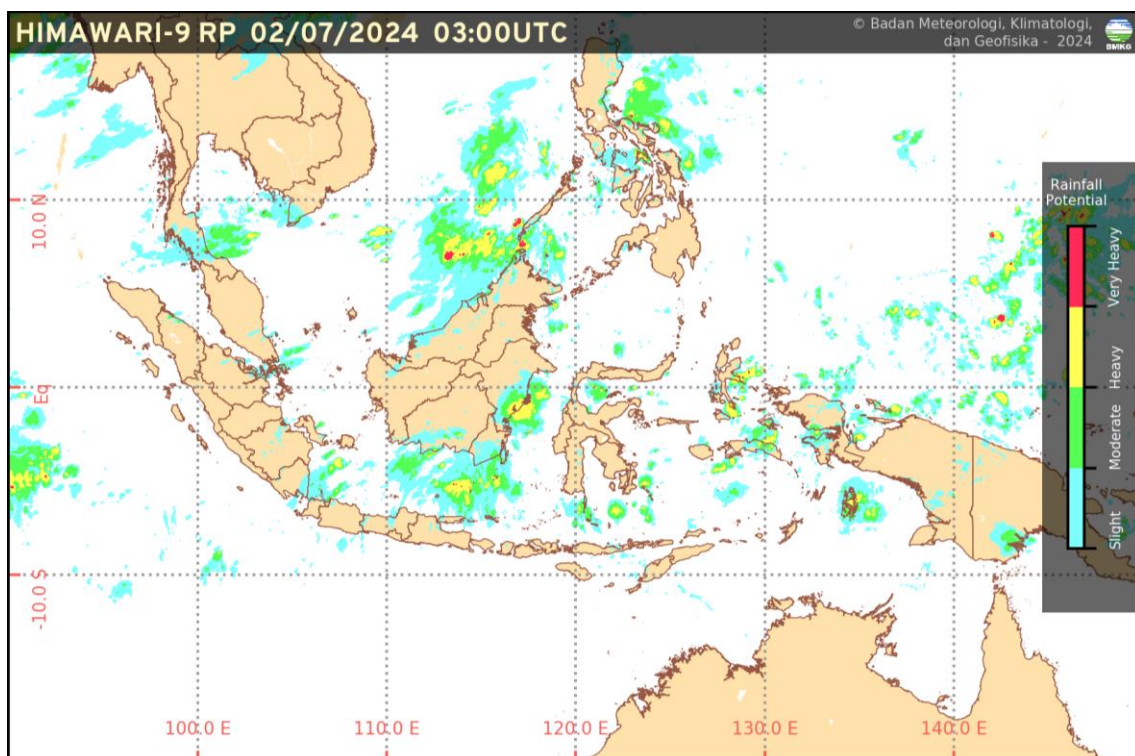 HIMAWARI-9 RP 02/07/2024 03:00UTC
© Badan Meteorologi, Klimatologi,
dan Geofisika - 2024
BMKG
Rainfall
Potential
Very Heavy
Heavy
Moderate
Slight
10.0 N
Eq
-10.0 S
100.0 E
110.0 E
120.0 E
130.0 E
140.0 E